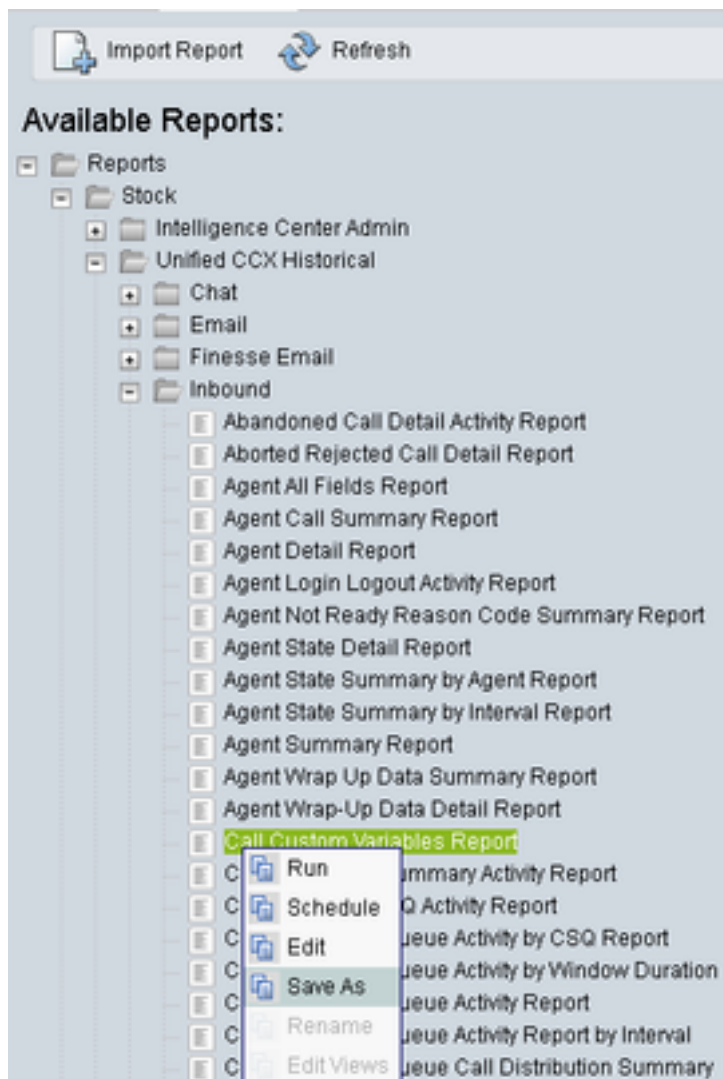 Import Report Refresh
Available Reports:
Reports
Stock
Intelligence Center Admin
Unified CCX Historical
Chat
Email
Finesse Email
Inbound
Abandoned Call Detail Activity Report
Aborted Rejected Call Detail Report
Agent All Fields Report
Agent Call Summary Report
Agent Detail Report
Agent Login Logout Activity Report
Agent Not Ready Reason Code Summary Report
Agent State Detail Report
Agent State Summary by Agent Report
Agent State Summary by Interval Report
Agent Summary Report
Agent Wrap Up Data Summary Report
Agent Wrap-Up Data Detail Report
Call Custom Variables Report
Run
Schedule
Edit
Save As
Rename
Edit Views
C Activity Report
C Activity Report
C Activity by CSQ Report
C Activity by Window Duration
C Activity Report
C Activity Report by Interval
C Call Distribution Summary